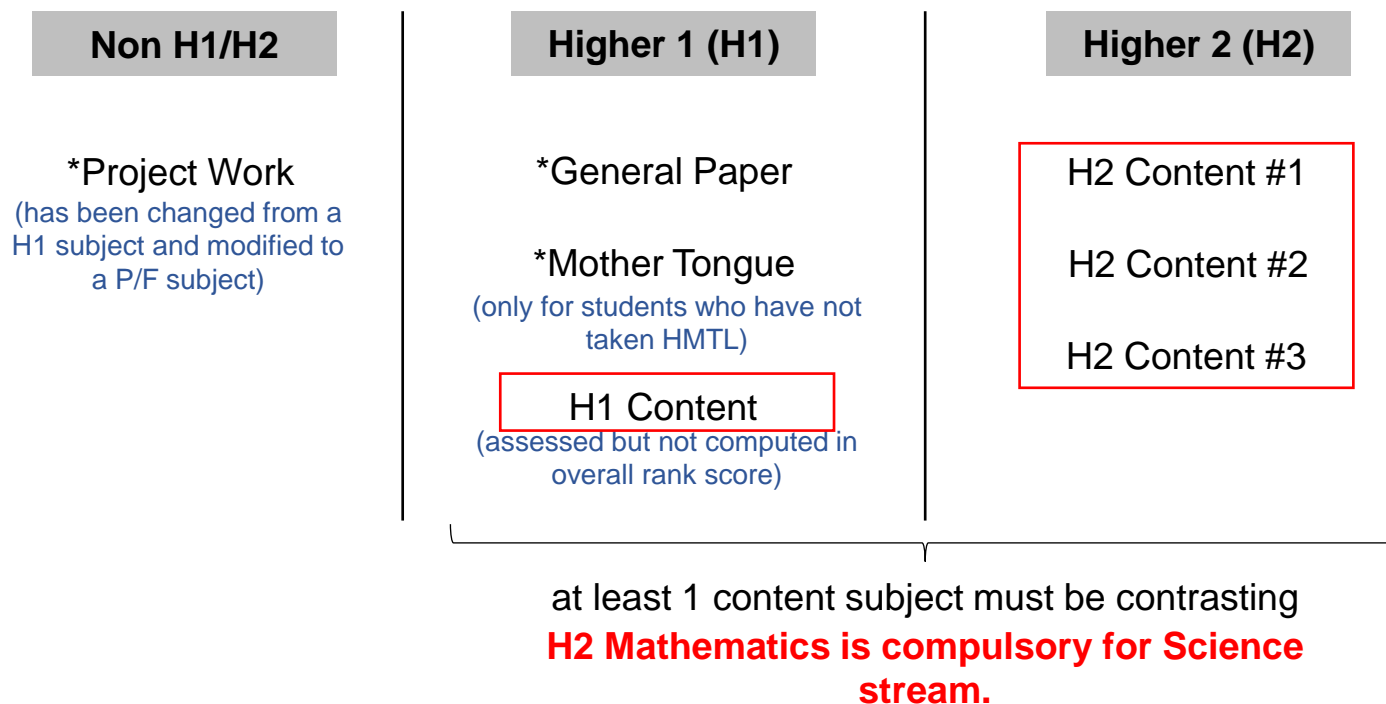 Non H1/H2
*Project Work
(has been changed from a
H1 subject and modified to
a P/F subject)
Higher 1 (H1)
*General Paper
*Mother Tongue
(only for students who have not
taken HMTL)
H1 Content
(assessed but not computed in
overall rank score)
Higher 2 (H2)
H2 Content #1
H2 Content #2
H2 Content #3
at least 1 content subject must be contrasting
H2 Mathematics is compulsory for Science
stream.